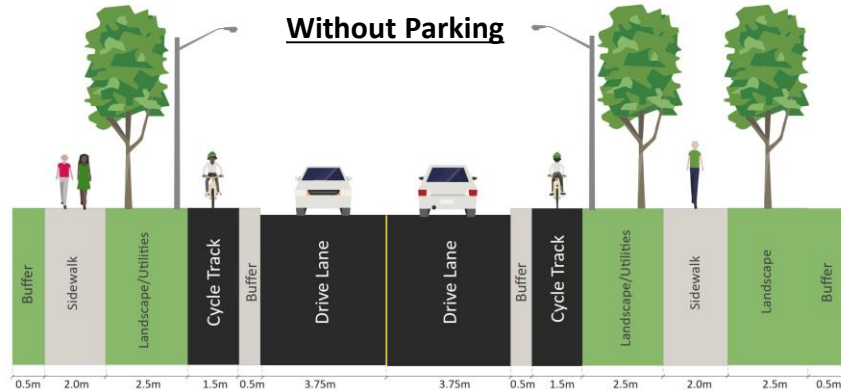 Without Parking
Buffer
Sidewalk
Landscape/Utilities
Cycle Track
Buffer
Drive Lane
Drive Lane
Buffer
Cycle Track
Landscape/Utilities
Sidewalk
Landscape
Buffer
0.5m 2.0m 2.5m 1.5m 0.5m 3.75m 3.75m 0.5m 1.5m 2.5m 2.0m 2.5m 0.5m